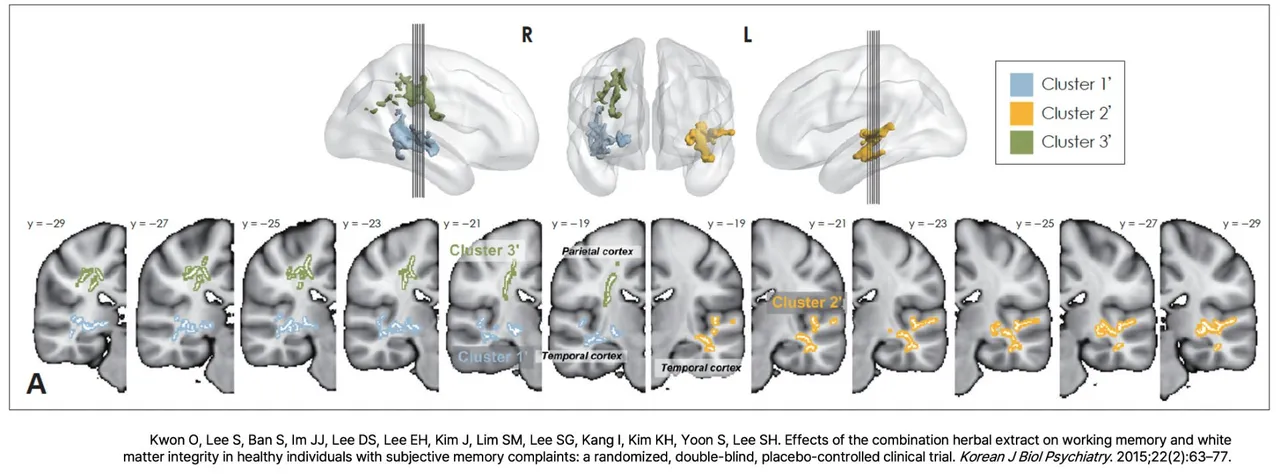 R
L
Cluster 1'
Cluster 2'
Cluster 3'
y = −29
y = −27
y = −25
y = −23
y = −21
y = −19
y = −19
y = −21
y = −23
y = −25
y = −27
y = −29
Cluster 3'
Parietal cortex
Cluster 2'
Cluster 1'
Temporal cortex
Temporal cortex
A
Kwon O, Lee S, Ban S, Im JJ, Lee DS, Lee EH, Kim J, Lim SM, Lee SG, Kang I, Kim KH, Yoon S, Lee SH. Effects of the combination herbal extract on working memory and white
matter integrity in healthy individuals with subjective memory complaints: a randomized, double-blind, placebo-controlled clinical trial. Korean J Biol Psychiatry. 2015;22(2):63–77.